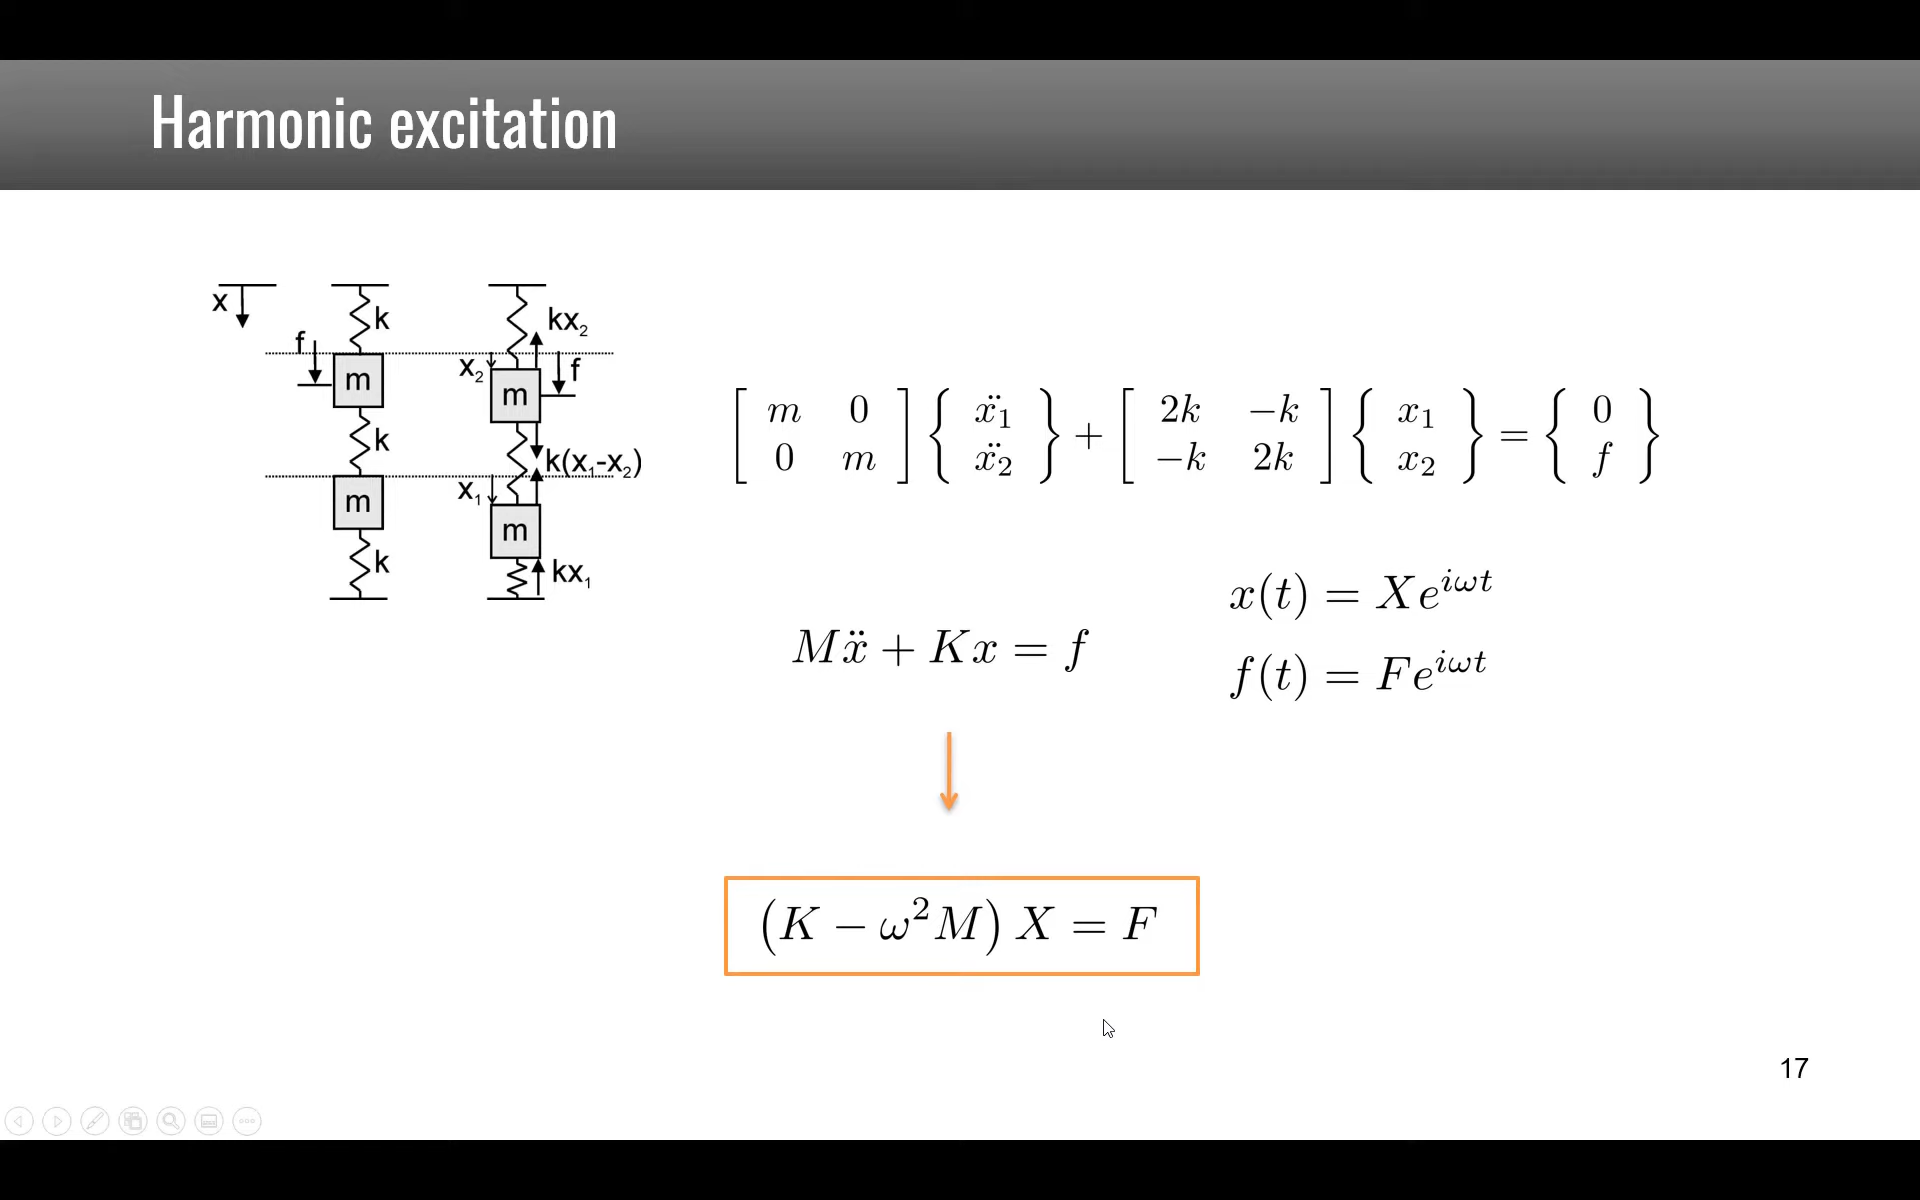 Harmonic excitation
x
k
kx₂
f
x₂
f
m
m
k
k(x₁-x₂)
x₁
m
m
k
kx₁
[ m 0 ; 0 m ] { ẍ₁ ; ẍ₂ } + [ 2k −k ; −k 2k ] { x₁ ; x₂ } = { 0 ; f }
x(t) = Xe^{iωt}
Mẍ + Kx = f
f(t) = Fe^{iωt}
(K − ω²M) X = F
17